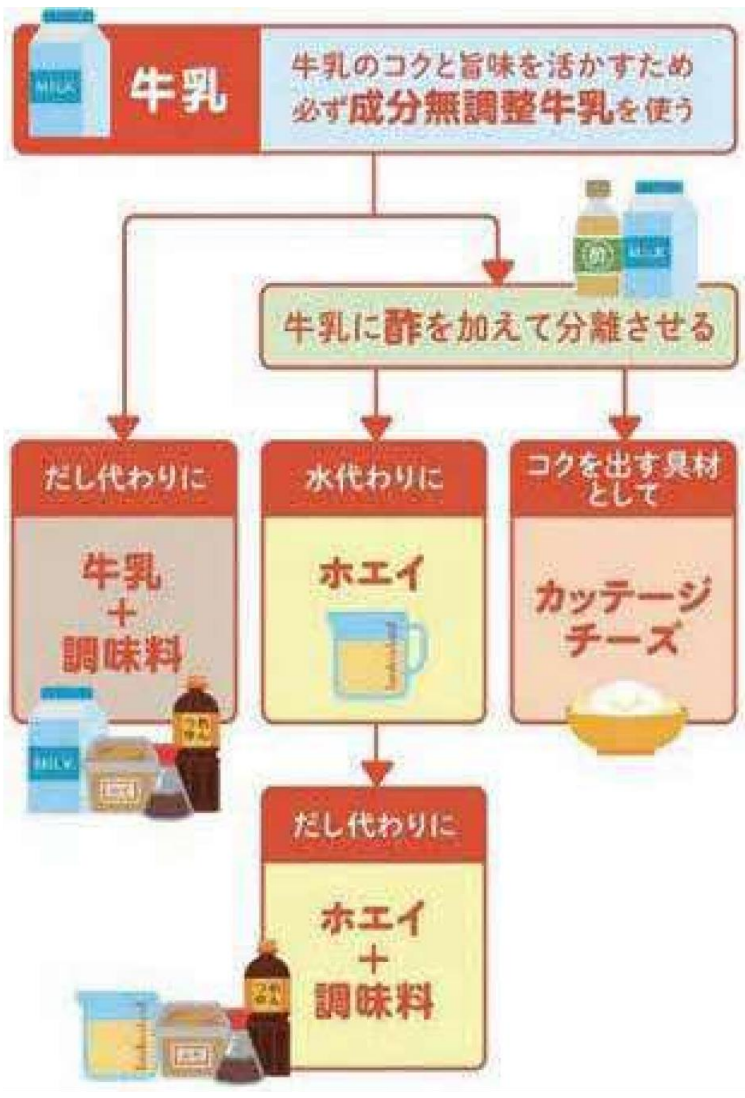 MILK
牛乳
牛乳のコクと旨味を活かすため
必ず成分無調整牛乳を使う
酢
MILK
牛乳に酢を加えて分離させる
だし代わりに
牛乳
+
調味料
MILK
水代わりに
ホエイ
コクを出す具材
として
カッテージ
チーズ
だし代わりに
ホエイ
+
調味料